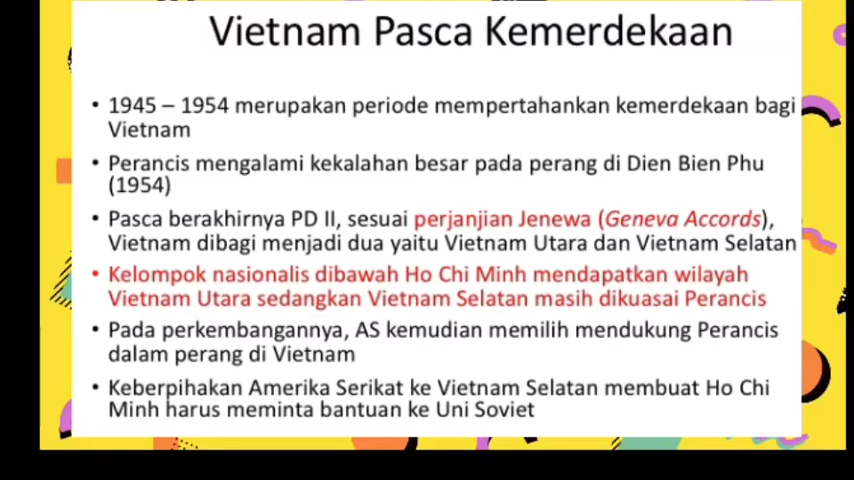 Vietnam Pasca Kemerdekaan
• 1945 – 1954 merupakan periode mempertahankan kemerdekaan bagi
Vietnam
• Perancis mengalami kekalahan besar pada perang di Dien Bien Phu
(1954)
• Pasca berakhirnya PD II, sesuai perjanjian Jenewa (Geneva Accords),
Vietnam dibagi menjadi dua yaitu Vietnam Utara dan Vietnam Selatan
• Kelompok nasionalis dibawah Ho Chi Minh mendapatkan wilayah
Vietnam Utara sedangkan Vietnam Selatan masih dikuasai Perancis
• Pada perkembangannya, AS kemudian memilih mendukung Perancis
dalam perang di Vietnam
• Keberpihakan Amerika Serikat ke Vietnam Selatan membuat Ho Chi
Minh harus meminta bantuan ke Uni Soviet